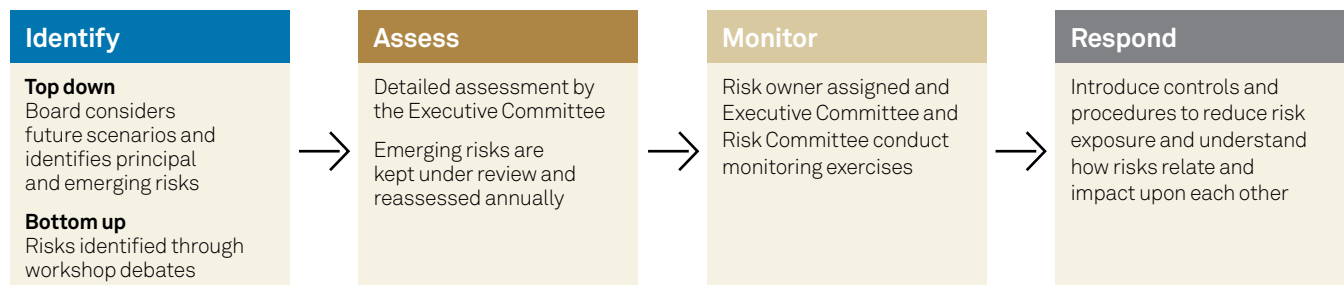 Identify
Top down
Board considers
future scenarios and
identifies principal
and emerging risks
Bottom up
Risks identified through
workshop debates
Assess
Detailed assessment by
the Executive Committee
Emerging risks are
kept under review and
reassessed annually
Monitor
Risk owner assigned and
Executive Committee and
Risk Committee conduct
monitoring exercises
Respond
Introduce controls and
procedures to reduce risk
exposure and understand
how risks relate and
impact upon each other